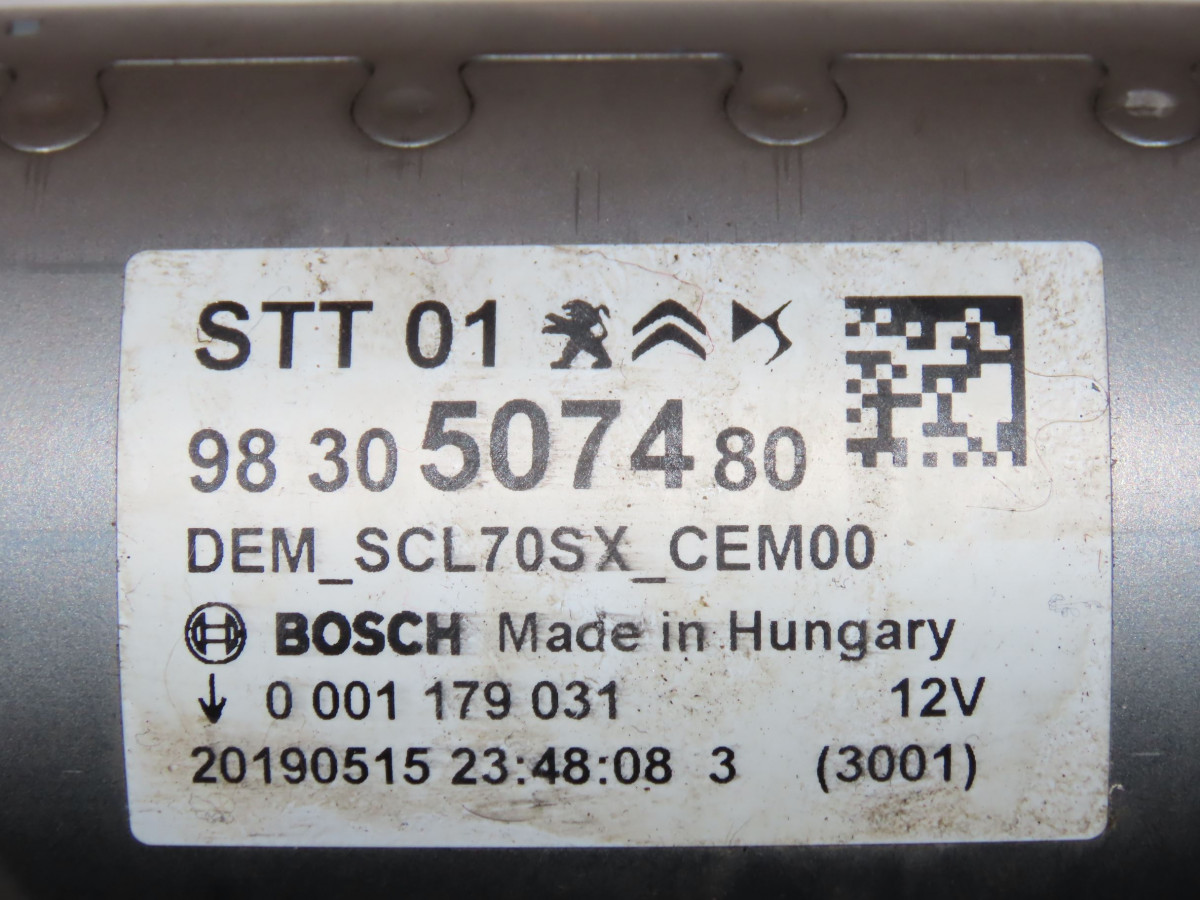 STT 01
98 30 5074 80
DEM_SCL70SX_CEM00
BOSCH Made in Hungary
↓ 0 001 179 031 12V
20190515 23:48:08 3 (3001)